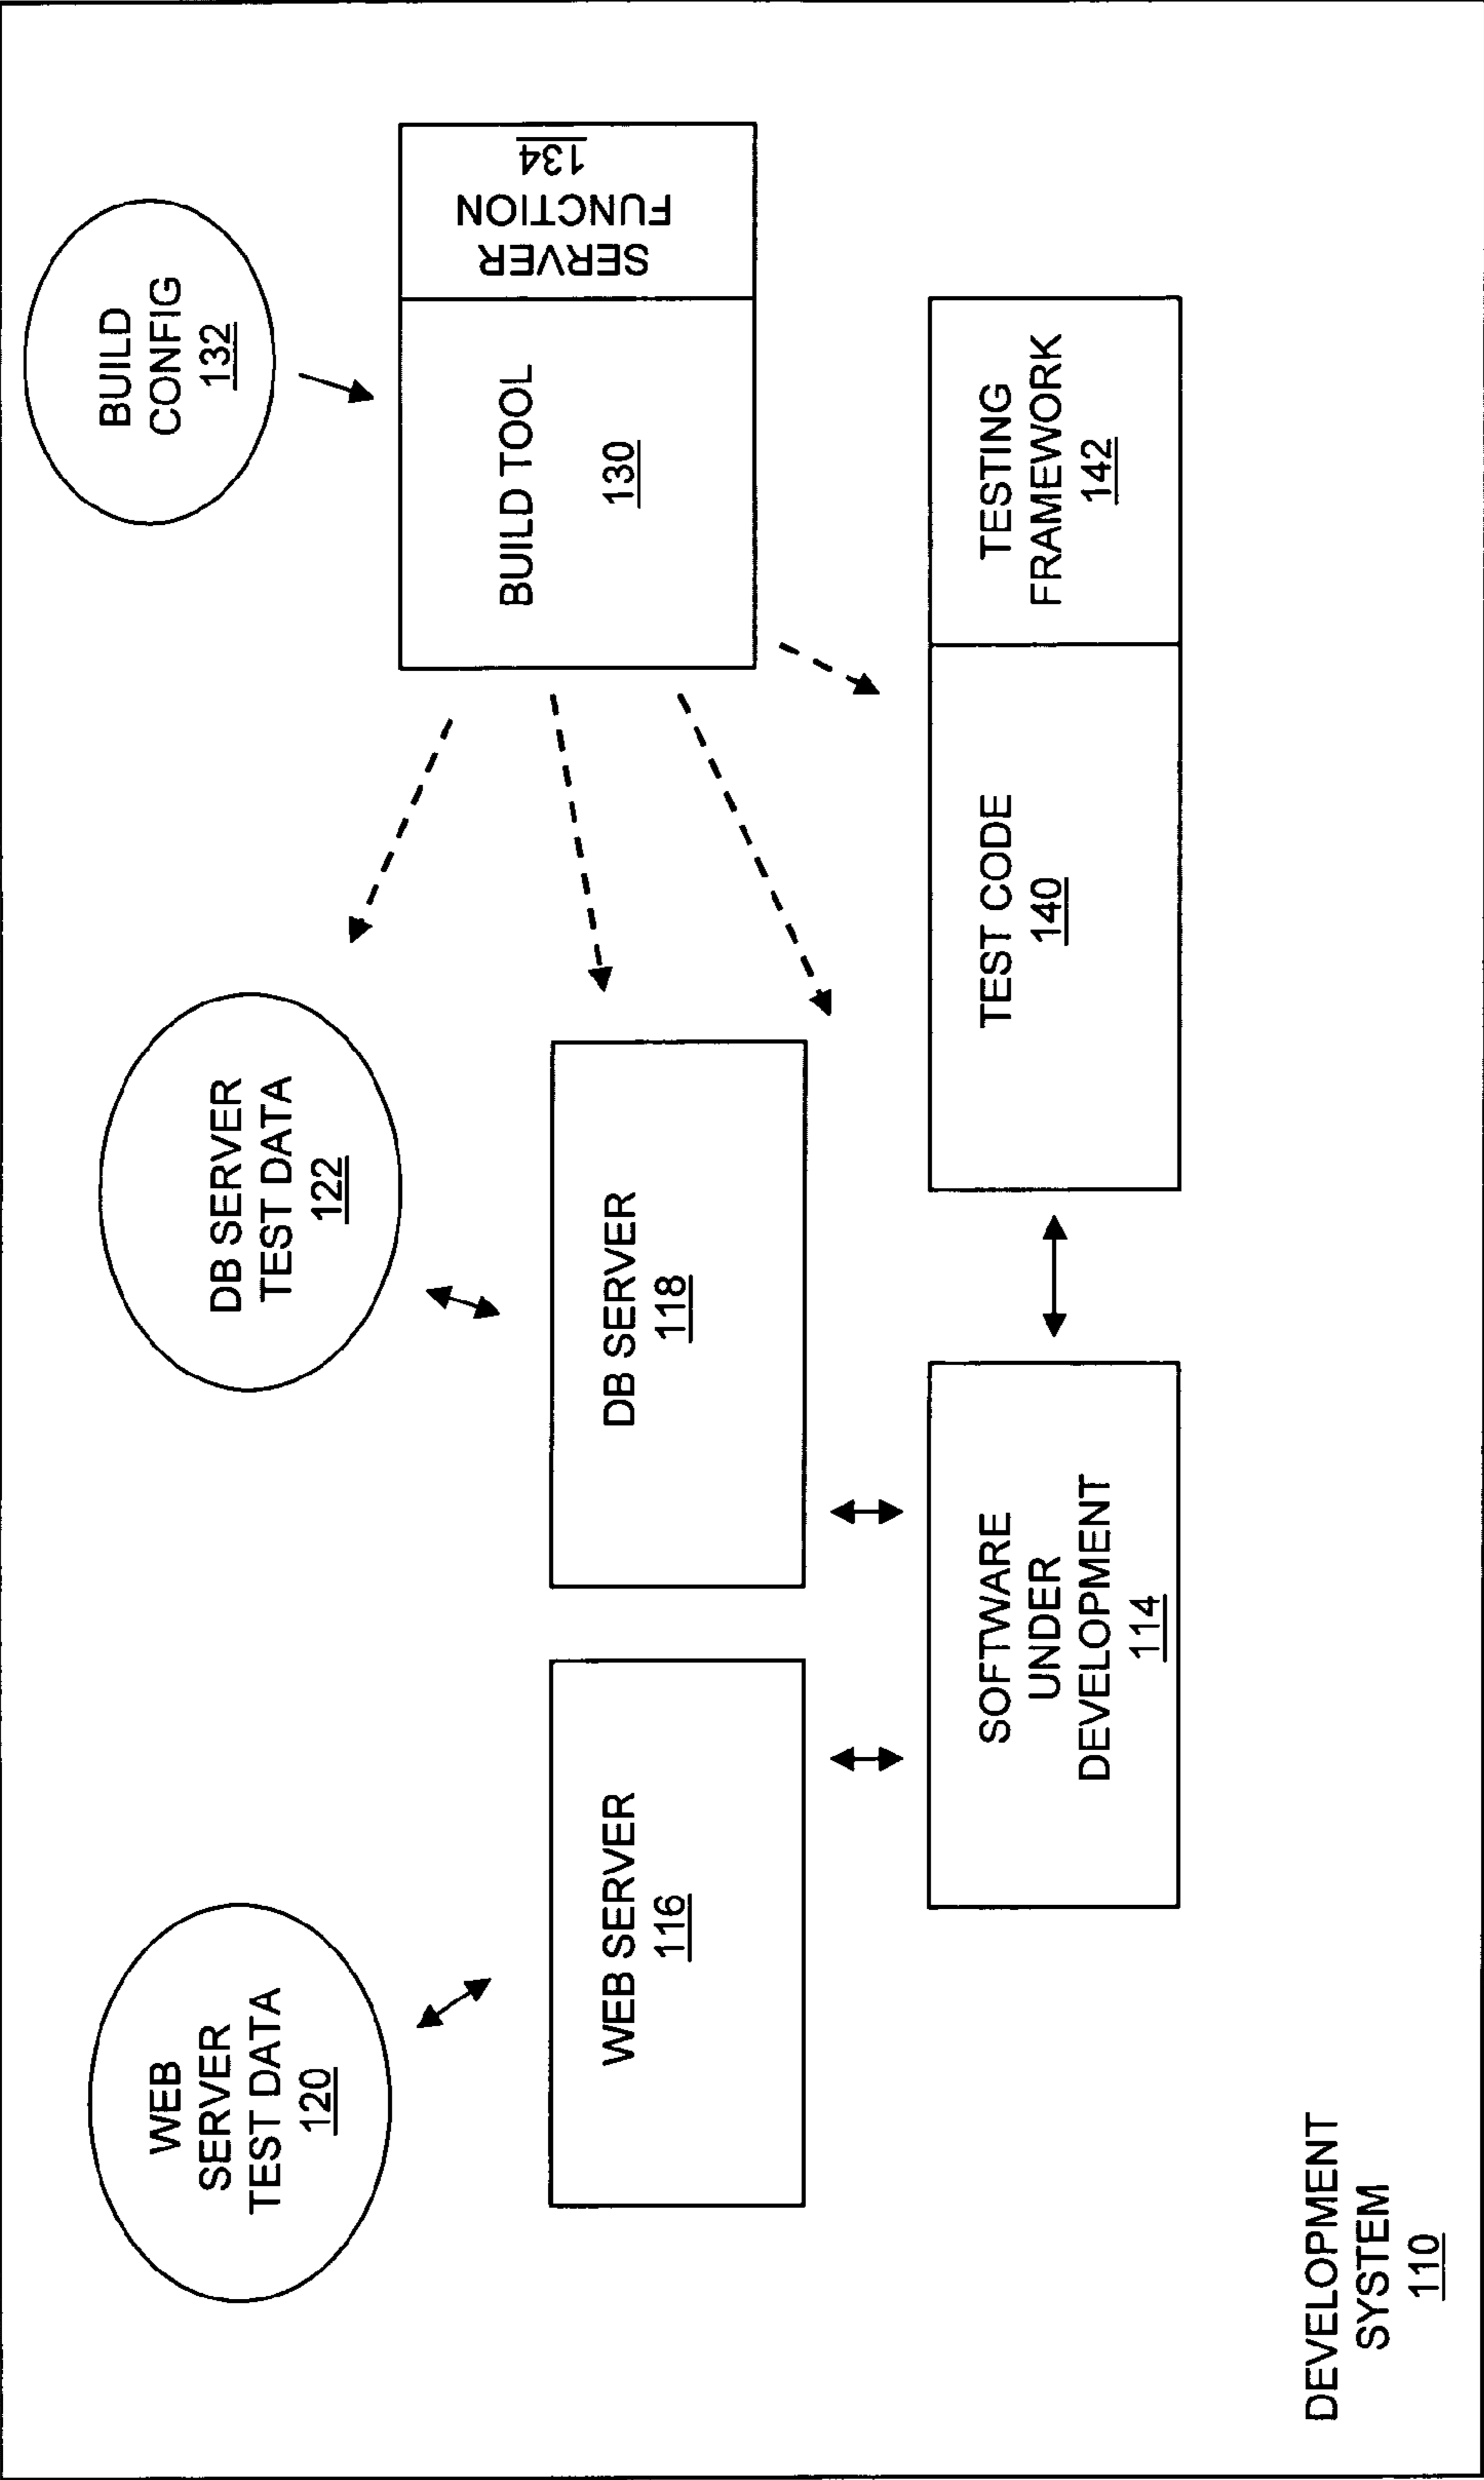 WEB
SERVER
TEST DATA
120
DB SERVER
TEST DATA
122
BUILD
CONFIG
132
WEB SERVER
116
DB SERVER
118
BUILD TOOL
130
SERVER
FUNCTION
134
SOFTWARE
UNDER
DEVELOPMENT
114
TEST CODE
140
TESTING
FRAMEWORK
142
DEVELOPMENT
SYSTEM
110